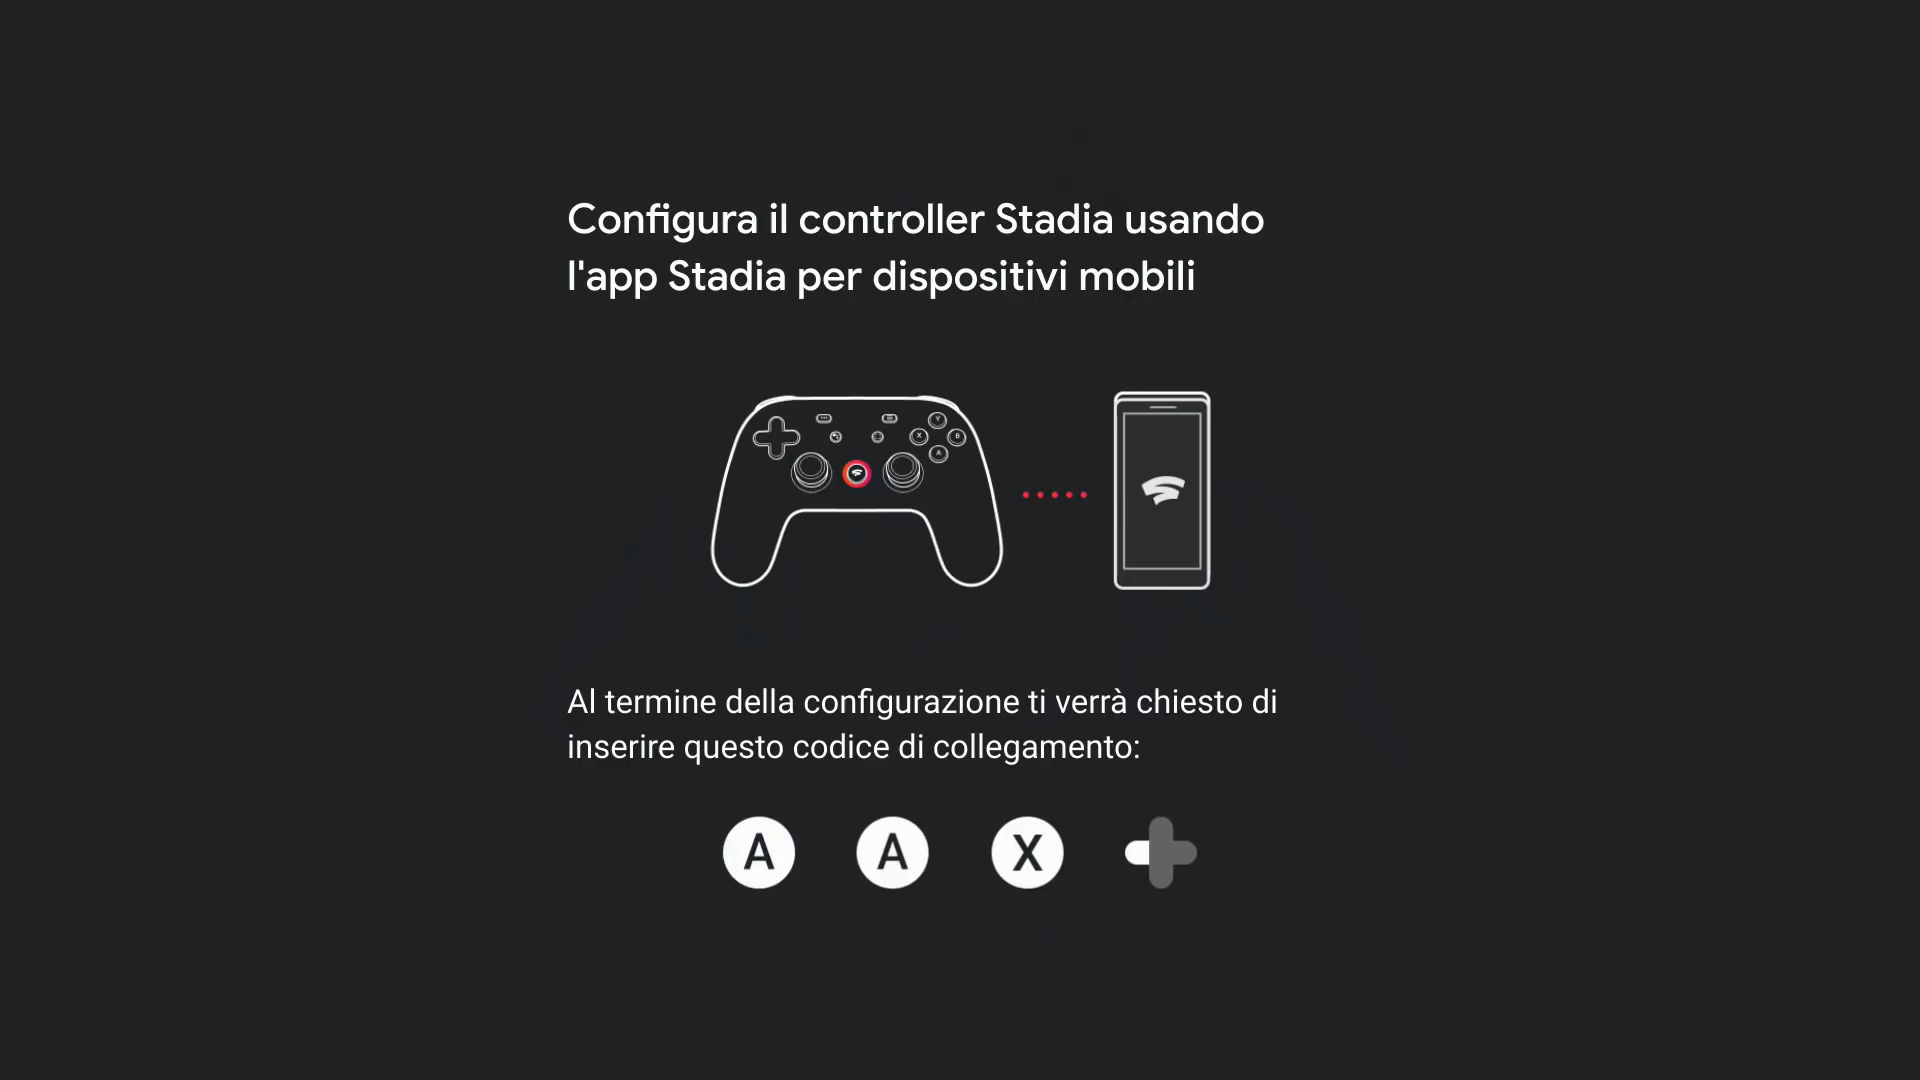 Configura il controller Stadia usando
l'app Stadia per dispositivi mobili
Y
X B
A
Al termine della configurazione ti verrà chiesto di
inserire questo codice di collegamento:
A A X